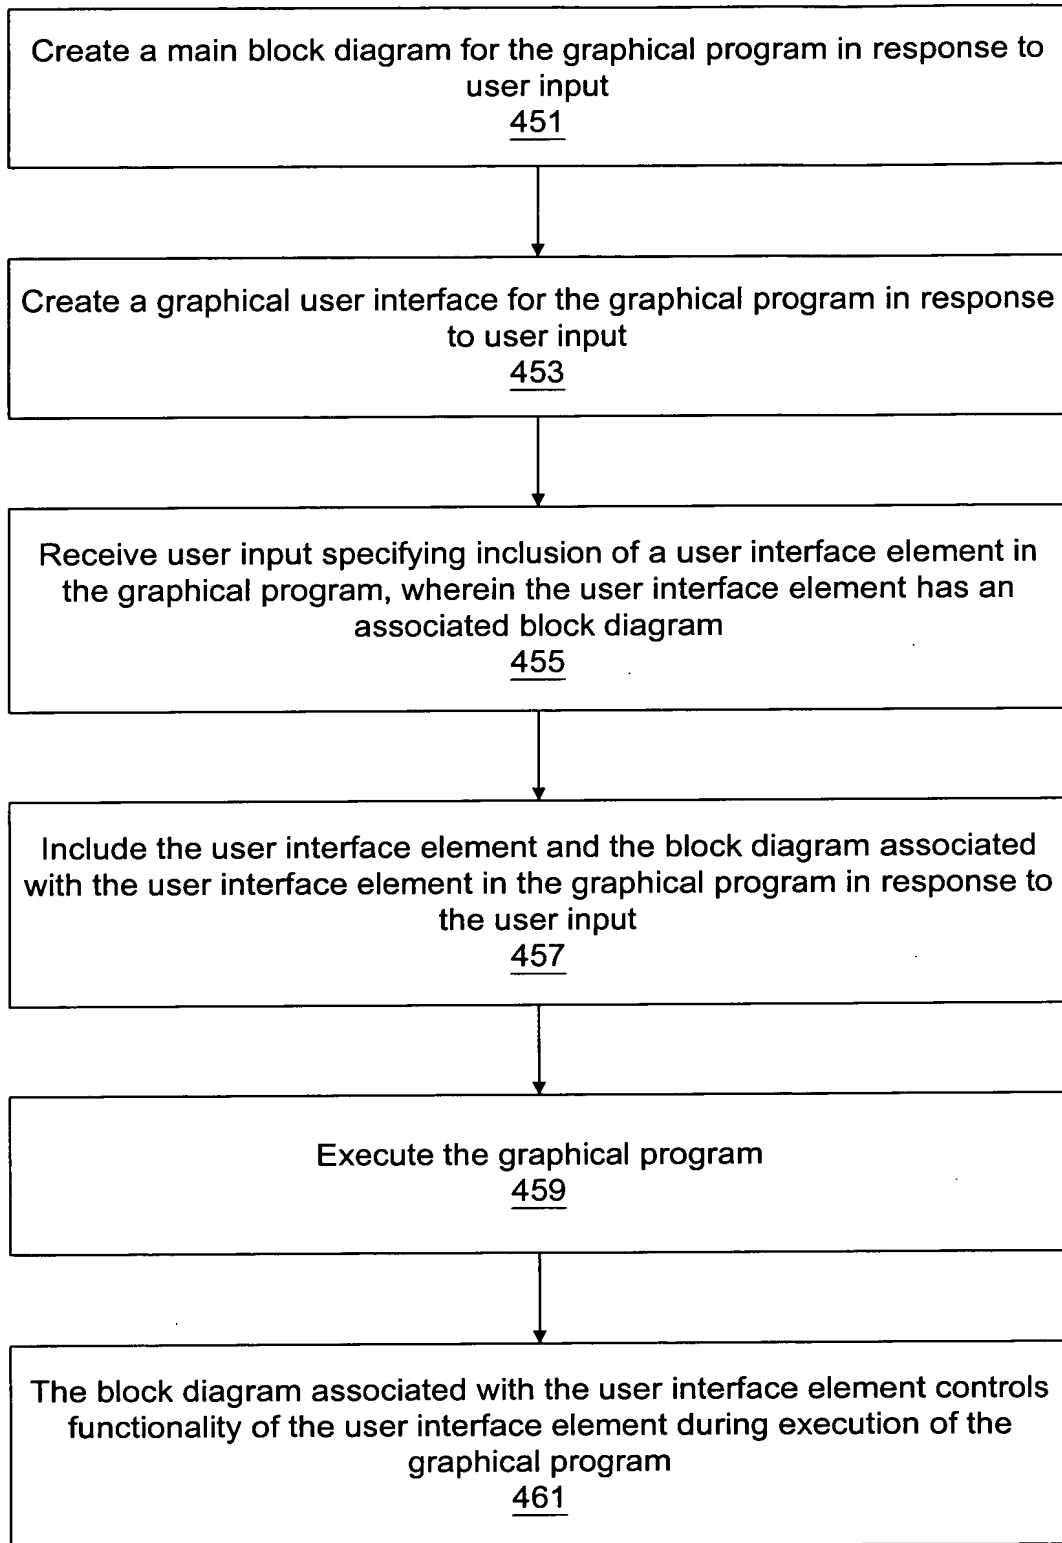 Create a main block diagram for the graphical program in response to
user input
451
Create a graphical user interface for the graphical program in response
to user input
453
Receive user input specifying inclusion of a user interface element in
the graphical program, wherein the user interface element has an
associated block diagram
455
Include the user interface element and the block diagram associated
with the user interface element in the graphical program in response to
the user input
457
Execute the graphical program
459
The block diagram associated with the user interface element controls
functionality of the user interface element during execution of the
graphical program
461